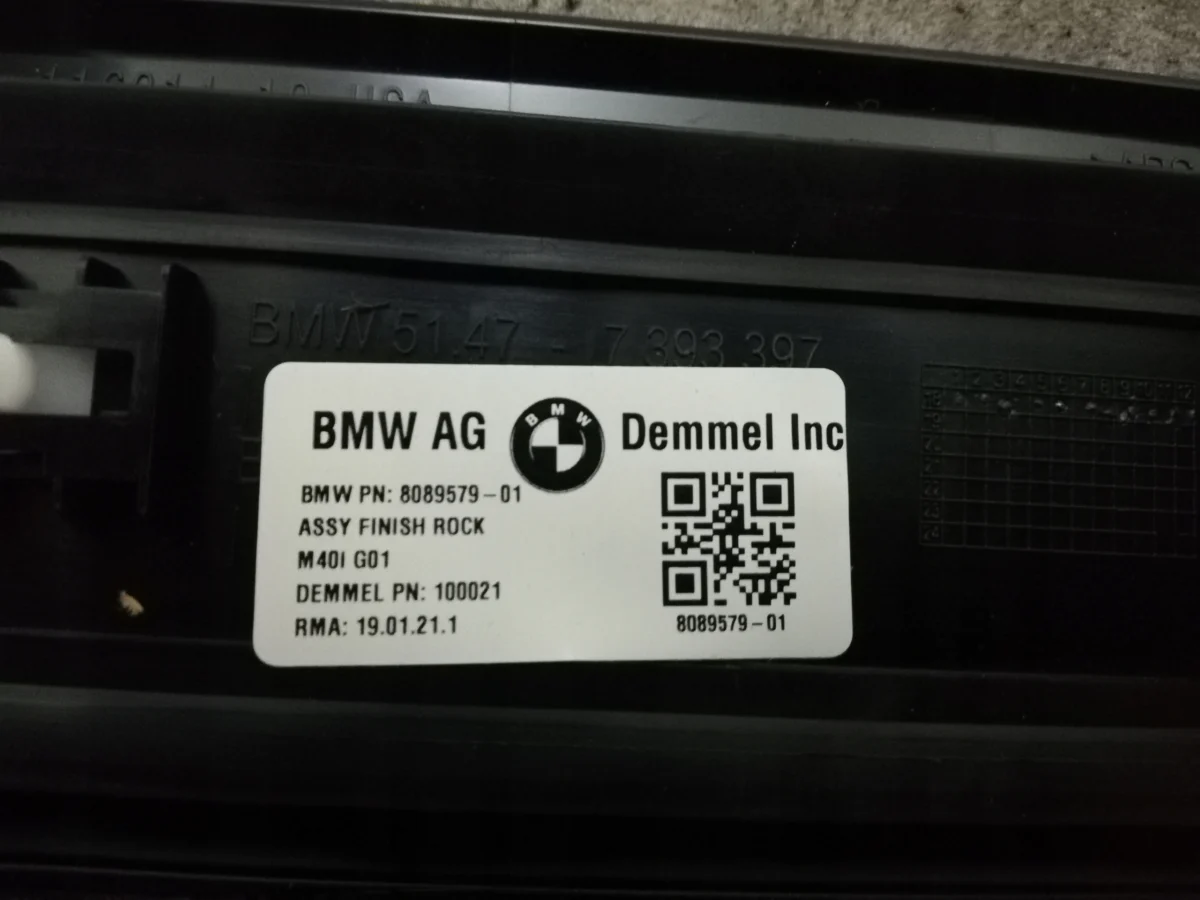 USA
BMW 51.47 - 7 393 397
BMW AG BMW Demmel Inc
BMW PN: 8089579-01
ASSY FINISH ROCK
M40I G01
DEMMEL PN: 100021
RMA: 19.01.21.1
8089579-01